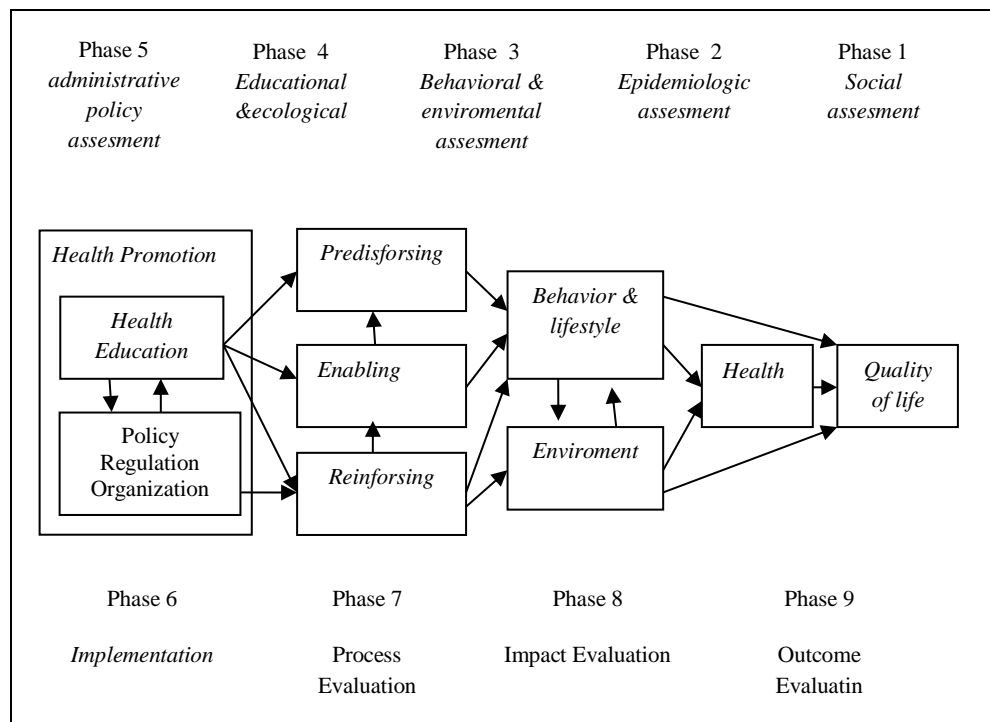 Phase 5
administrative
policy
assesment
Phase 4
Educational
&ecological
Phase 3
Behavioral &
enviromental
assesment
Phase 2
Epidemiologic
assesment
Phase 1
Social
assesment
Health Promotion
Health
Education
Policy
Regulation
Organization
Predisforsing
Enabling
Reinforsing
Behavior &
lifestyle
Enviroment
Health
Quality
of life
Phase 6
Implementation
Phase 7
Process
Evaluation
Phase 8
Impact Evaluation
Phase 9
Outcome
Evaluatin